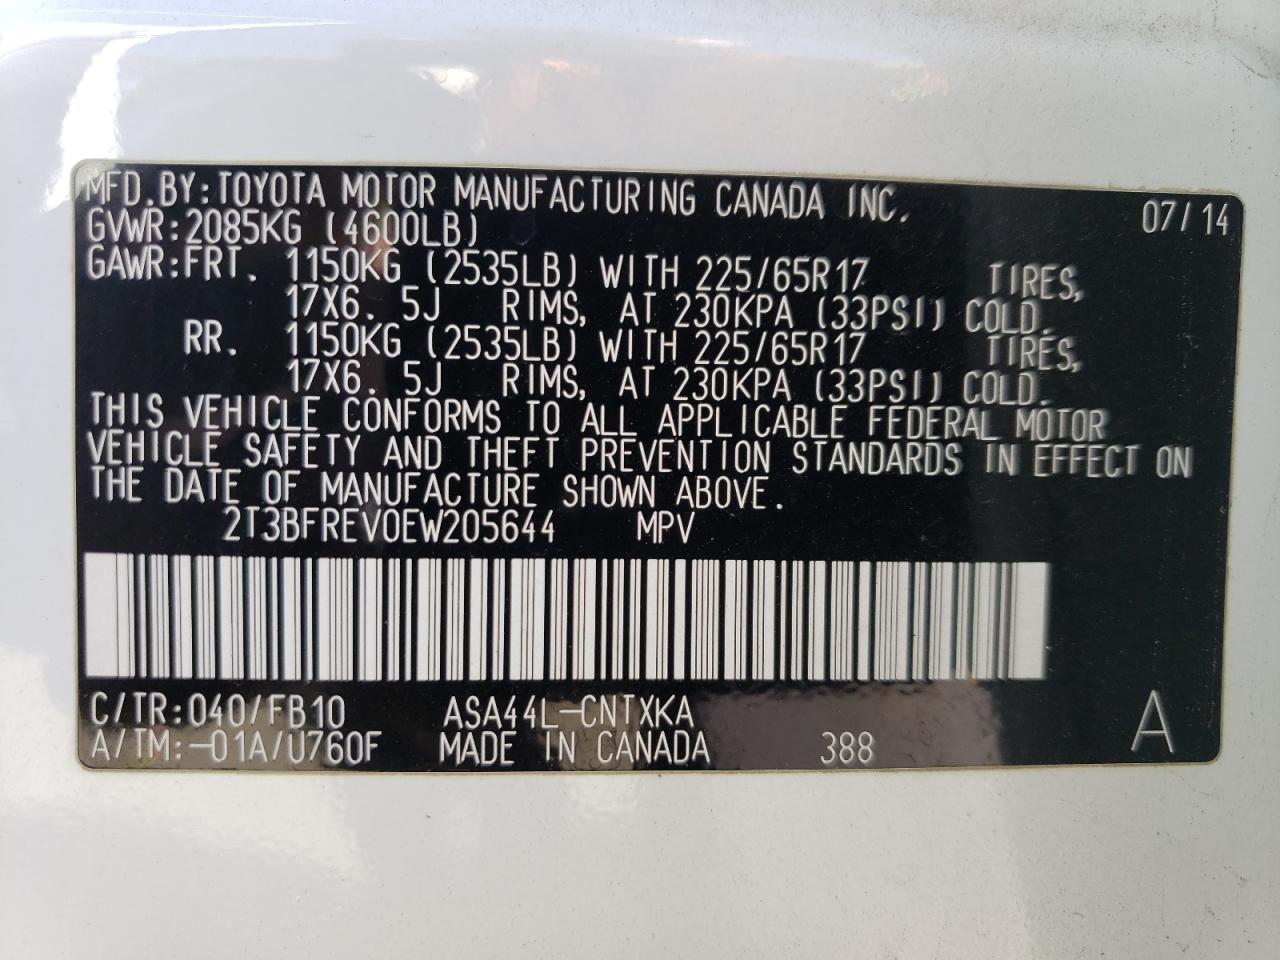 MFD.BY:TOYOTA MOTOR MANUFACTURING CANADA INC. 07/14
GVWR:2085KG (4600LB)
GAWR:FRT. 1150KG (2535LB) WITH 225/65R17 TIRES,
17X6.5J RIMS, AT 230KPA (33PSI) COLD.
RR. 1150KG (2535LB) WITH 225/65R17 TIRES,
17X6.5J RIMS, AT 230KPA (33PSI) COLD.
THIS VEHICLE CONFORMS TO ALL APPLICABLE FEDERAL MOTOR
VEHICLE SAFETY AND THEFT PREVENTION STANDARDS IN EFFECT ON
THE DATE OF MANUFACTURE SHOWN ABOVE.
2T3BFREV0EW205644 MPV
C/TR:040/FB10 ASA44L-CNTXKA A
A/TM:-01A/U760F MADE IN CANADA 388